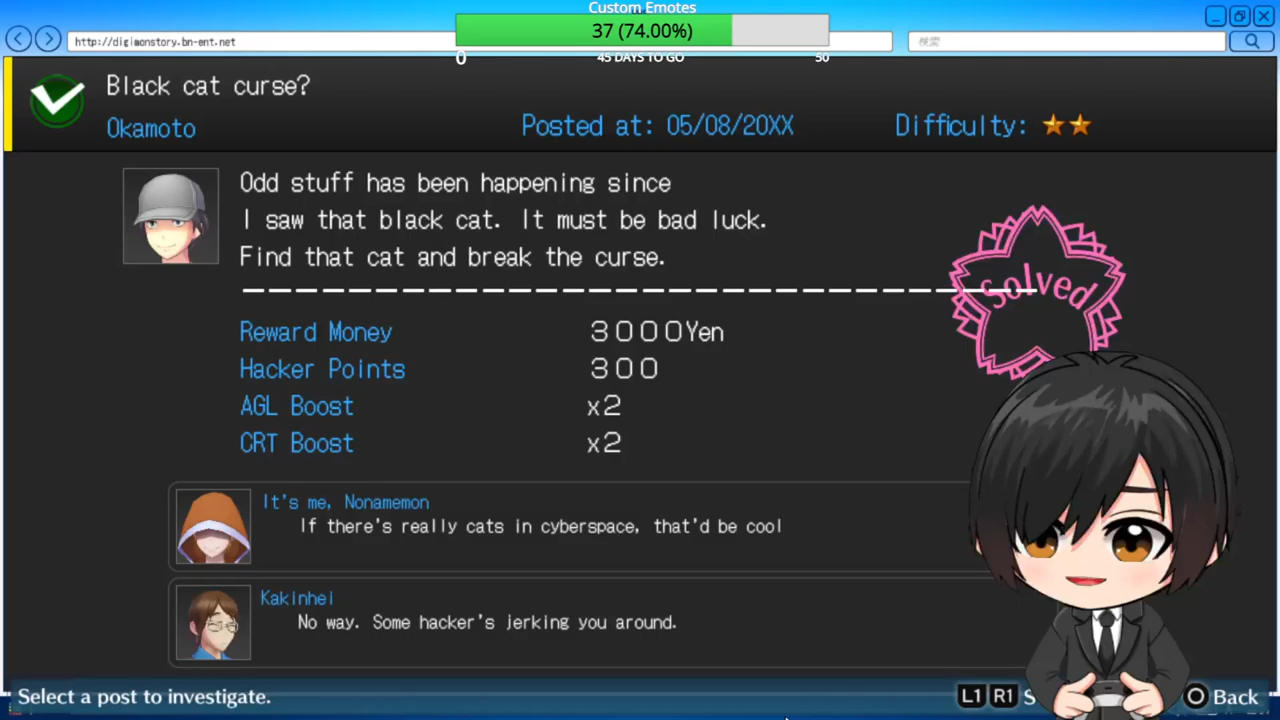 Custom Emotes
37 (74.00%)
0
45 DAYS TO GO
50
http://digimonstory.bn-ent.net
検索
Black cat curse?
Okamoto
Posted at: 05/08/20XX
Difficulty:
Odd stuff has been happening since
I saw that black cat. It must be bad luck.
Find that cat and break the curse.
Solved
Reward Money 3000Yen
Hacker Points 300
AGL Boost x2
CRT Boost x2
It's me, Nonamemon
If there's really cats in cyberspace, that'd be cool
Kakinhei
No way. Some hacker's jerking you around.
Select a post to investigate.
L1 R1 S
Back